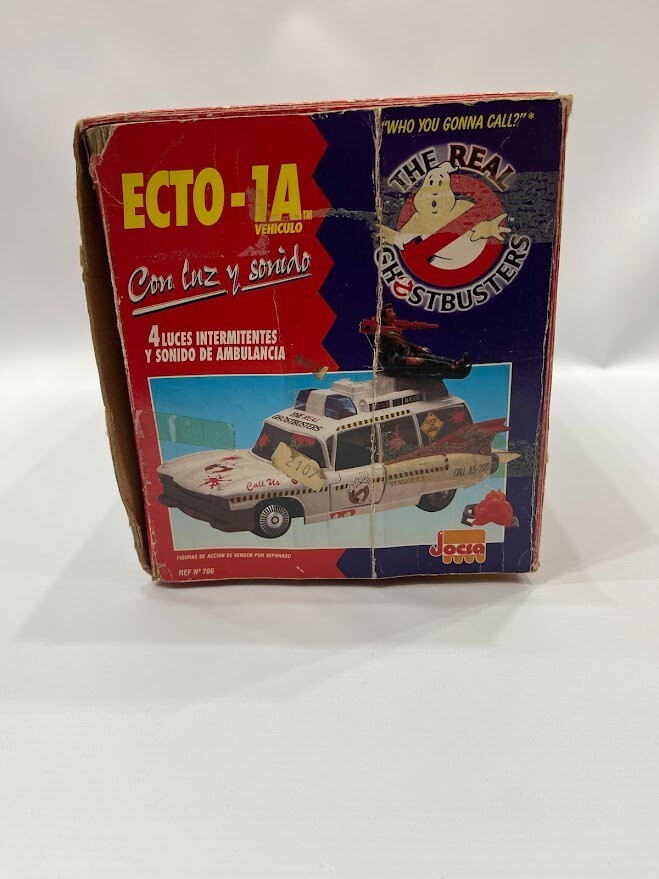 "WHO YOU GONNA CALL?"*
THE REAL
GHOSTBUSTERS
ECTO-1A TM
VEHICULO
Con luz y sonido
4 LUCES INTERMITENTES
Y SONIDO DE AMBULANCIA
THE REAL
GHOSTBUSTERS
2107
Call Us
FIGURAS DE ACCION SE VENDEN POR SEPARADO
REF Nº 706
Jocsa